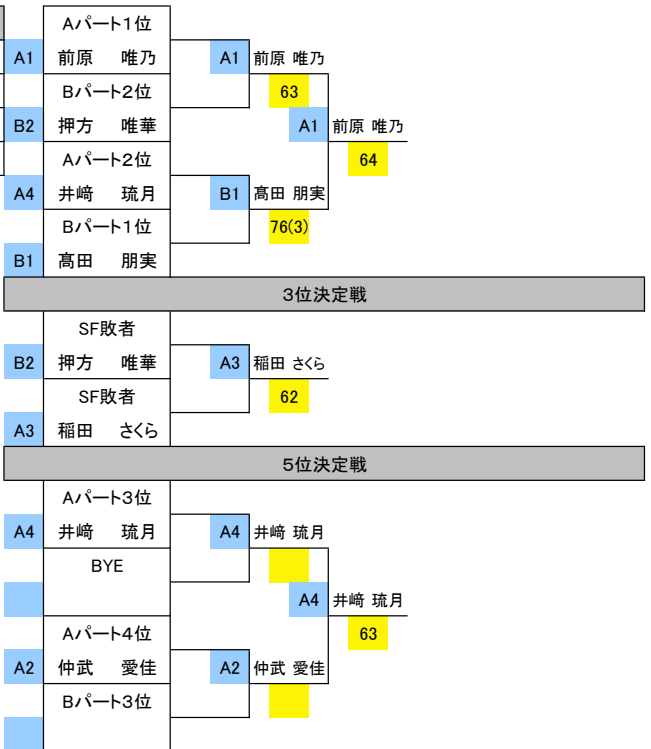 Aパート1位
A1 前原 唯乃 A1 前原 唯乃
Bパート2位 63
B2 押方 唯華 A1 前原 唯乃
Aパート2位 64
A4 井﨑 琉月 B1 髙田 朋実
Bパート1位 76(3)
B1 髙田 朋実
3位決定戦
SF敗者
B2 押方 唯華 A3 稲田 さくら
SF敗者 62
A3 稲田 さくら
5位決定戦
Aパート3位
A4 井﨑 琉月 A4 井﨑 琉月
BYE
A4 井﨑 琉月
Aパート4位 63
A2 仲武 愛佳 A2 仲武 愛佳
Bパート3位